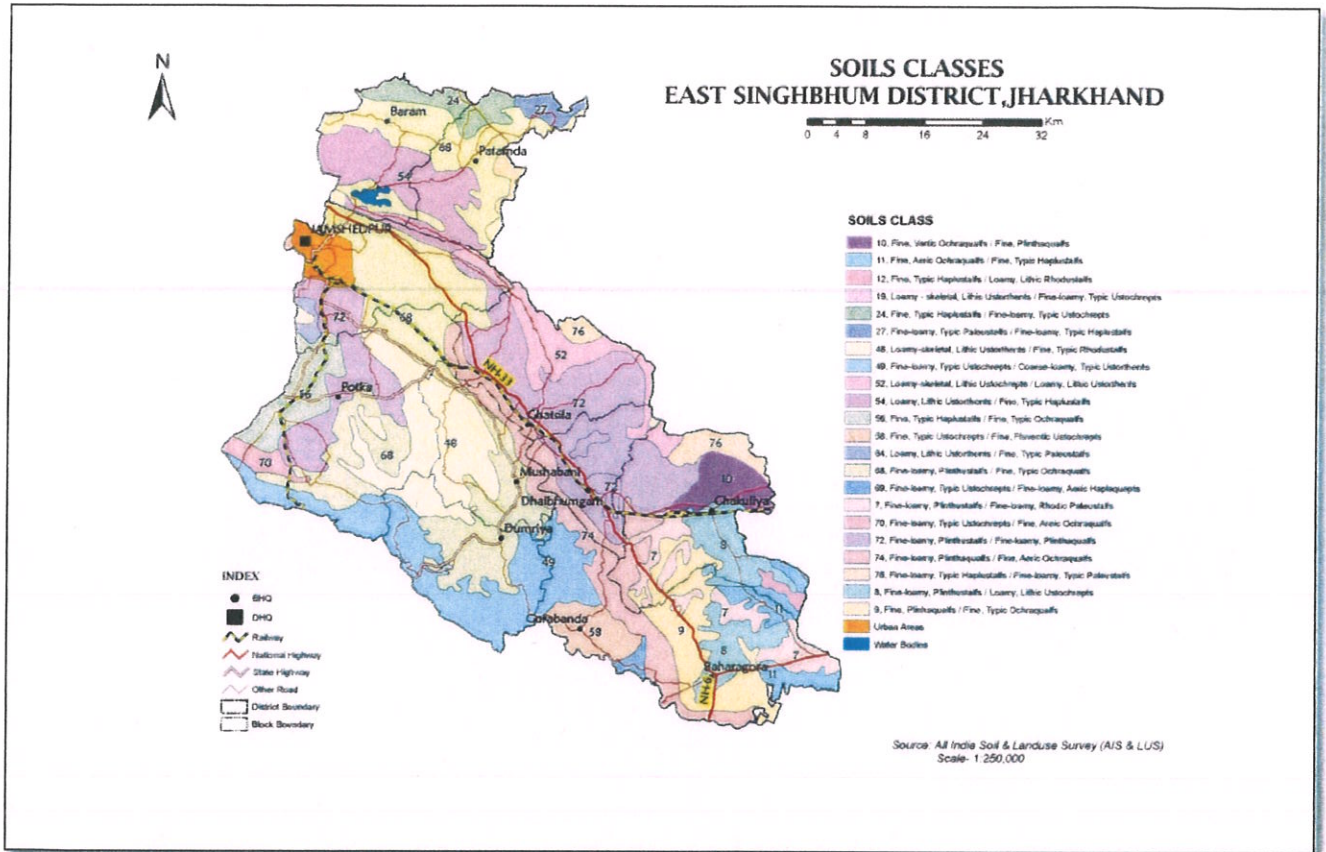 N
SOILS CLASSES
EAST SINGHBHUM DISTRICT, JHARKHAND
Km
0 4 8 16 24 32
24
27
Baram
68
Patamda
54
JAMSHEDPUR
72
68
76
52
NH-33
56
Potka
72
Ghatsila
48
76
68
70
Mushabani
10
72
Dhalbhumgarh
Chakuliya
Dumriya
74
8
7
49
11
7
Gurabanda
58
9
8
7
Baharagora
11
NH-6
SOILS CLASS
10, Fine, Vertic Ochraqualfs / Fine, Plinthaqualfs
11, Fine, Aeric Ochraqualfs / Fine, Typic Haplustalfs
12, Fine, Typic Haplustalfs / Loamy, Lithic Rhodustalfs
19, Loamy - skeletal, Lithic Ustorthents / Fine-loamy, Typic Ustochrepts
24, Fine, Typic Haplustalfs / Fine-loamy, Typic Ustochrepts
27, Fine-loamy, Typic Paleustalfs / Fine-loamy, Typic Haplustalfs
48, Loamy-skeletal, Lithic Ustorthents / Fine, Typic Rhodustalfs
49, Fine-loamy, Typic Ustochrepts / Coarse-loamy, Typic Ustorthents
52, Loamy-skeletal, Lithic Ustochrepts / Loamy, Lithic Ustorthents
54, Loamy, Lithic Ustorthents / Fine, Typic Haplustalfs
56, Fine, Typic Haplustalfs / Fine, Typic Ochraqualfs
58, Fine, Typic Ustochrepts / Fine, Fluventic Ustochrepts
64, Loamy, Lithic Ustorthents / Fine, Typic Paleustalfs
68, Fine-loamy, Plinthustalfs / Fine, Typic Ochraqualfs
69, Fine-loamy, Typic Ustochrepts / Fine-loamy, Aeric Haplaquepts
7, Fine-loamy, Plinthustalfs / Fine-loamy, Rhodic Paleustalfs
70, Fine-loamy, Typic Ustochrepts / Fine, Aeric Ochraqualfs
72, Fine-loamy, Plinthustalfs / Fine-loamy, Plinthaqualfs
74, Fine-loamy, Plinthaqualfs / Fine, Aeric Ochraqualfs
76, Fine-loamy, Typic Haplustalfs / Fine-loamy, Typic Paleustalfs
8, Fine-loamy, Plinthustalfs / Loamy, Lithic Ustochrepts
9, Fine, Plinthaqualfs / Fine, Typic Ochraqualfs
Urban Areas
Water Bodies
INDEX
BHQ
DHQ
Railway
National Highway
State Highway
Other Road
District Boundary
Block Boundary
Source: All India Soil & Landuse Survey (AIS & LUS)
Scale- 1:250,000